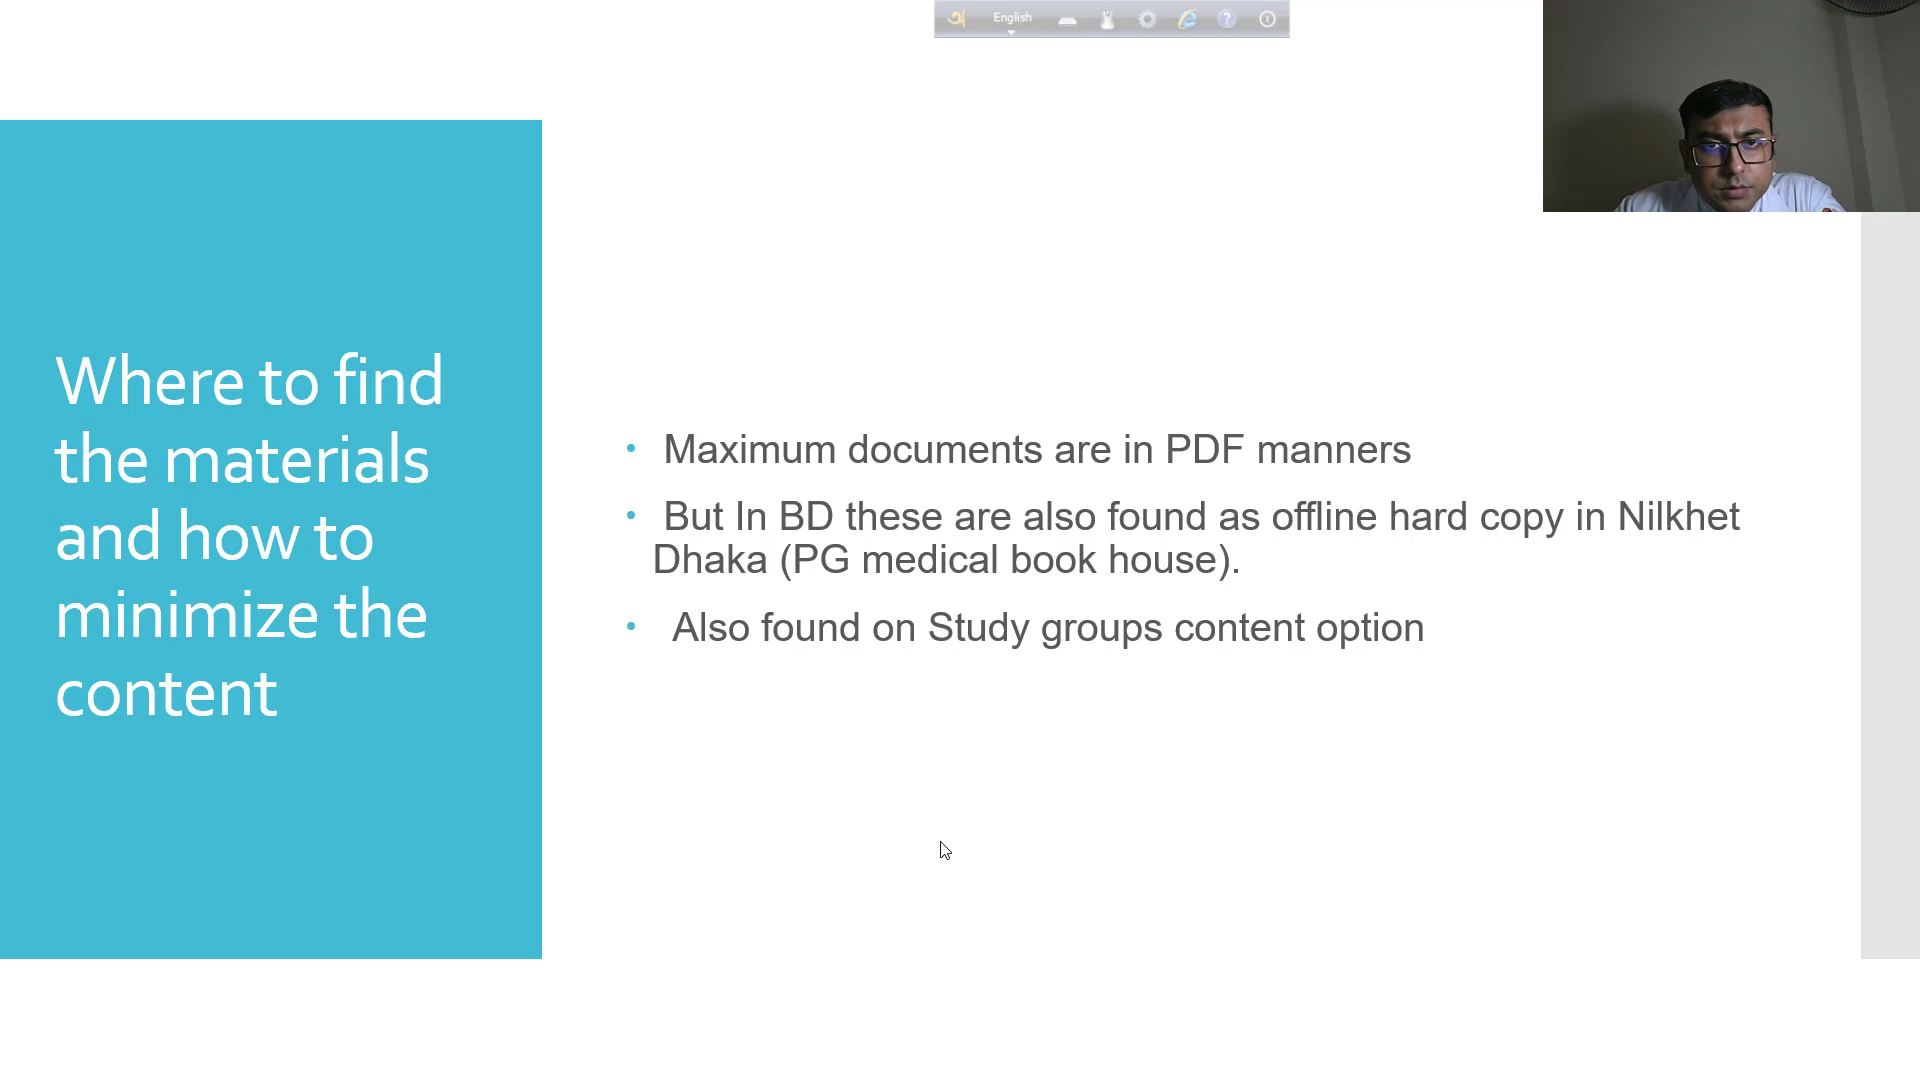 English
Where to find
the materials
and how to
minimize the
content
Maximum documents are in PDF manners
But In BD these are also found as offline hard copy in Nilkhet
Dhaka (PG medical book house).
Also found on Study groups content option